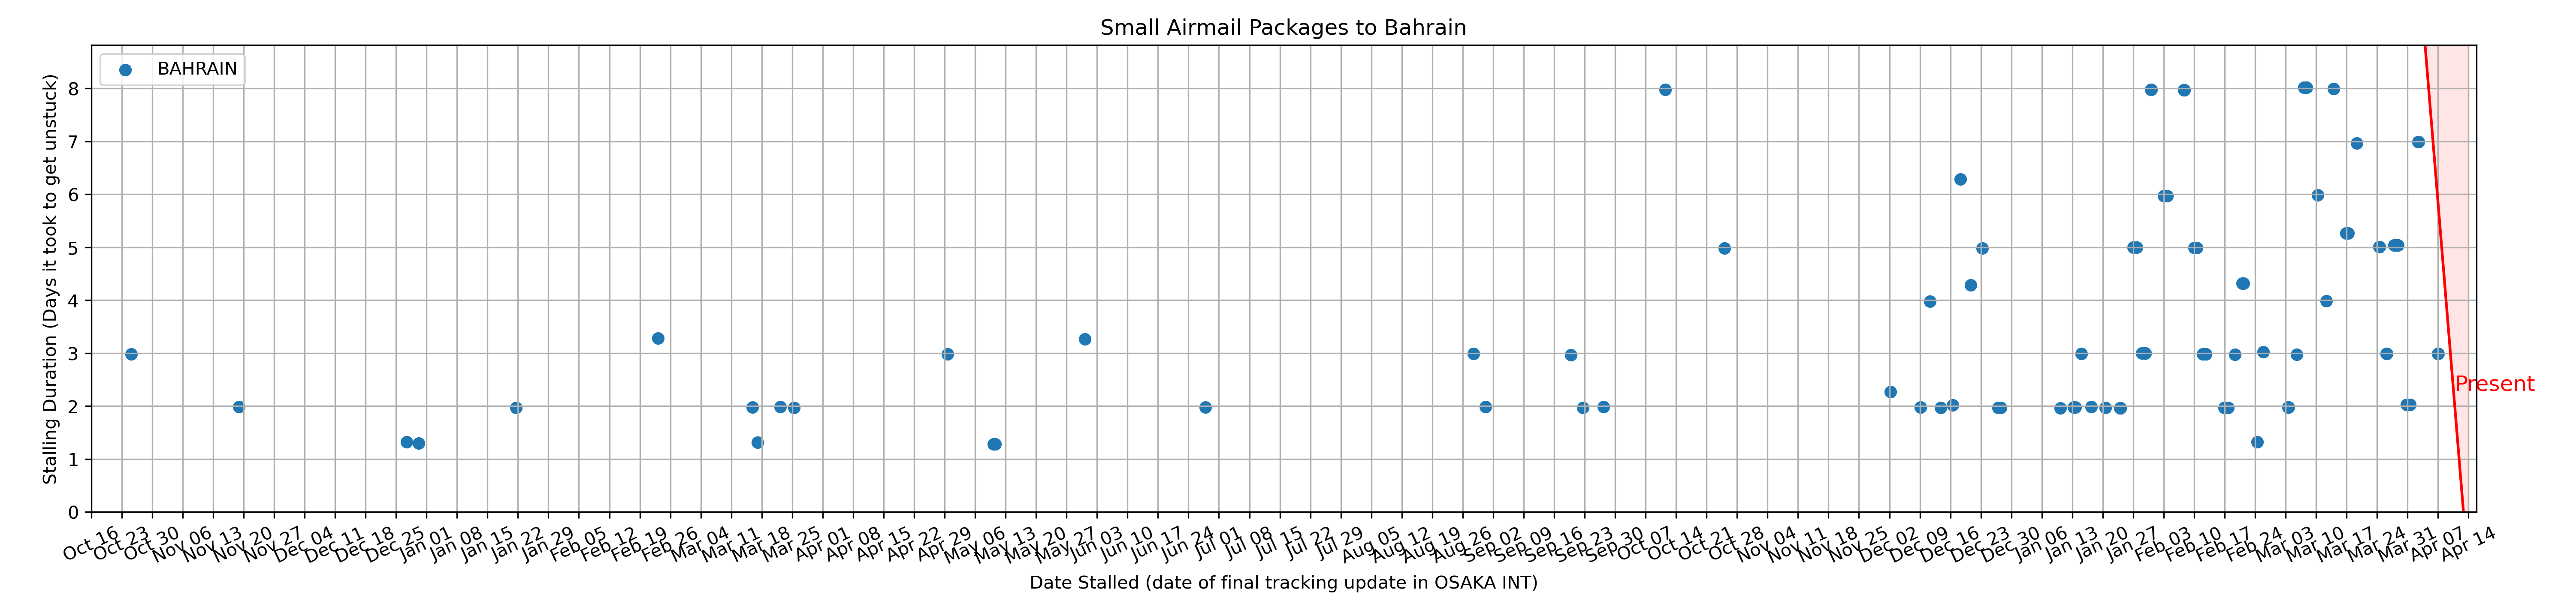 Small Airmail Packages to Bahrain
BAHRAIN
Stalling Duration (Days it took to get unstuck)
8
7
6
5
4
3
2
1
0
Present
Oct 16 Oct 23 Oct 30 Nov 06 Nov 13 Nov 20 Nov 27 Dec 04 Dec 11 Dec 18 Dec 25 Jan 01 Jan 08 Jan 15 Jan 22 Jan 29 Feb 05 Feb 12 Feb 19 Feb 26 Mar 04 Mar 11 Mar 18 Mar 25 Apr 01 Apr 08 Apr 15 Apr 22 Apr 29 May 06 May 13 May 20 May 27 Jun 03 Jun 10 Jun 17 Jun 24 Jul 01 Jul 08 Jul 15 Jul 22 Jul 29 Aug 05 Aug 12 Aug 19 Aug 26 Sep 02 Sep 09 Sep 16 Sep 23 Sep 30 Oct 07 Oct 14 Oct 21 Oct 28 Nov 04 Nov 11 Nov 18 Nov 25 Dec 02 Dec 09 Dec 16 Dec 23 Dec 30 Jan 06 Jan 13 Jan 20 Jan 27 Feb 03 Feb 10 Feb 17 Feb 24 Mar 03 Mar 10 Mar 17 Mar 24 Mar 31 Apr 07 Apr 14
Date Stalled (date of final tracking update in OSAKA INT)